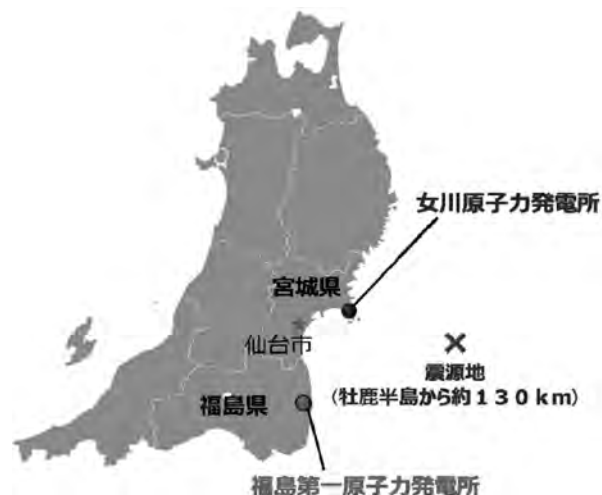 女川原子力発電所
宮城県
仙台市
震源地
(牡鹿半島から約130km)
福島県
福島第一原子力発電所